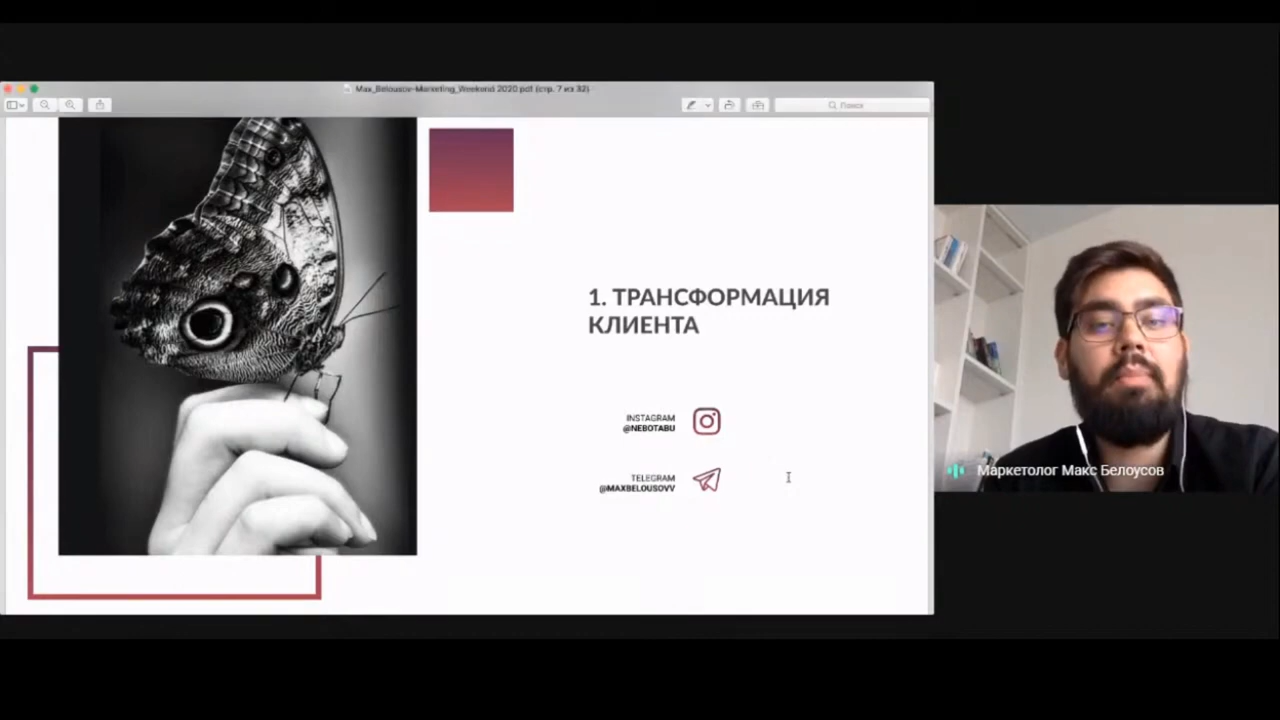 Max_Belousov-Marketing_Weekend 2020.pdf (стр. 7 из 32)
Поиск
1. ТРАНСФОРМАЦИЯ
КЛИЕНТА
INSTAGRAM
@NEBOTABU
TELEGRAM
@MAXBELOUSOVV
Маркетолог Макс Белоусов